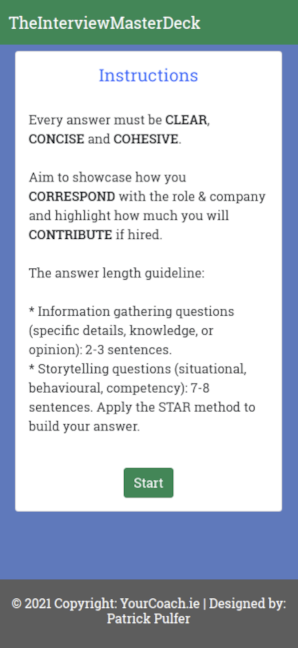 TheInterviewMasterDeck
Instructions
Every answer must be CLEAR,
CONCISE and COHESIVE.
Aim to showcase how you
CORRESPOND with the role & company
and highlight how much you will
CONTRIBUTE if hired.
The answer length guideline:
* Information gathering questions
(specific details, knowledge, or
opinion): 2-3 sentences.
* Storytelling questions (situational,
behavioural, competency): 7-8
sentences. Apply the STAR method to
build your answer.
Start
© 2021 Copyright: YourCoach.ie | Designed by:
Patrick Pulfer